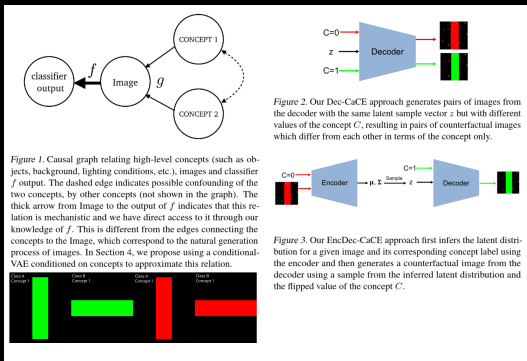 CONCEPT 1
classifier
output
f
Image
g
CONCEPT 2
Figure 1. Causal graph relating high-level concepts (such as ob-
jects, background, lighting conditions, etc.), images and classifier
f output. The dashed edge indicates possible confounding of the
two concepts, by other concepts (not shown in the graph). The
thick arrow from Image to the output of f indicates that this re-
lation is mechanistic and we have direct access to it through our
knowledge of f. This is different from the edges connecting the
concepts to the Image, which correspond to the natural generation
process of images. In Section 4, we propose using a conditional-
VAE conditioned on concepts to approximate this relation.
Class A
Concept 1
Class B
Concept 1
Class A
Concept 1
Class B
Concept 1
C=0
z
C=1
Decoder
Figure 2. Our Dec-CaCE approach generates pairs of images from
the decoder with the same latent sample vector z but with different
values of the concept C, resulting in pairs of counterfactual images
which differ from each other in terms of the concept only.
C=0
Encoder
μ, Σ
Sample
z
C=1
Decoder
Figure 3. Our EncDec-CaCE approach first infers the latent distri-
bution for a given image and its corresponding concept label using
the encoder and then generates a counterfactual image from the
decoder using a sample from the inferred latent distribution and
the flipped value of the concept C.